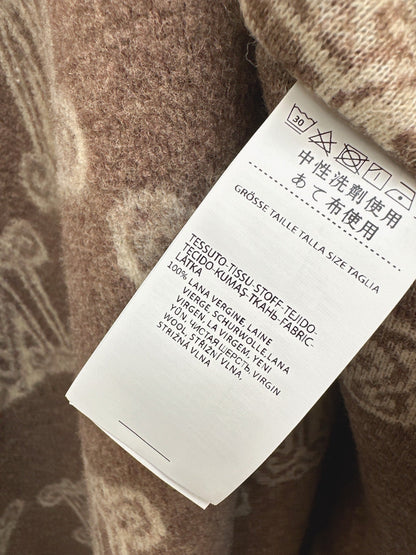 30
中性洗剤使用
あて布使用
GRÖSSE TAILLE TALLA SIZE TAGLIA
TESSUTO-TISSU-STOFF-TEJIDO-
TECIDO-KUMAŞ-ТКАНЬ-FABRIC.
LÁTKA
100% LANA VERGINE, LAINE
VIERGE, SCHURWOLLE, LANA
VIRGEN, LA VIRGEM, YENI
YÜN, ЧИСТАЯ ШЕРСТЬ, VIRGIN
WOOL, STRIŽNÍ VLNA,
STRIŽNÁ VLNA